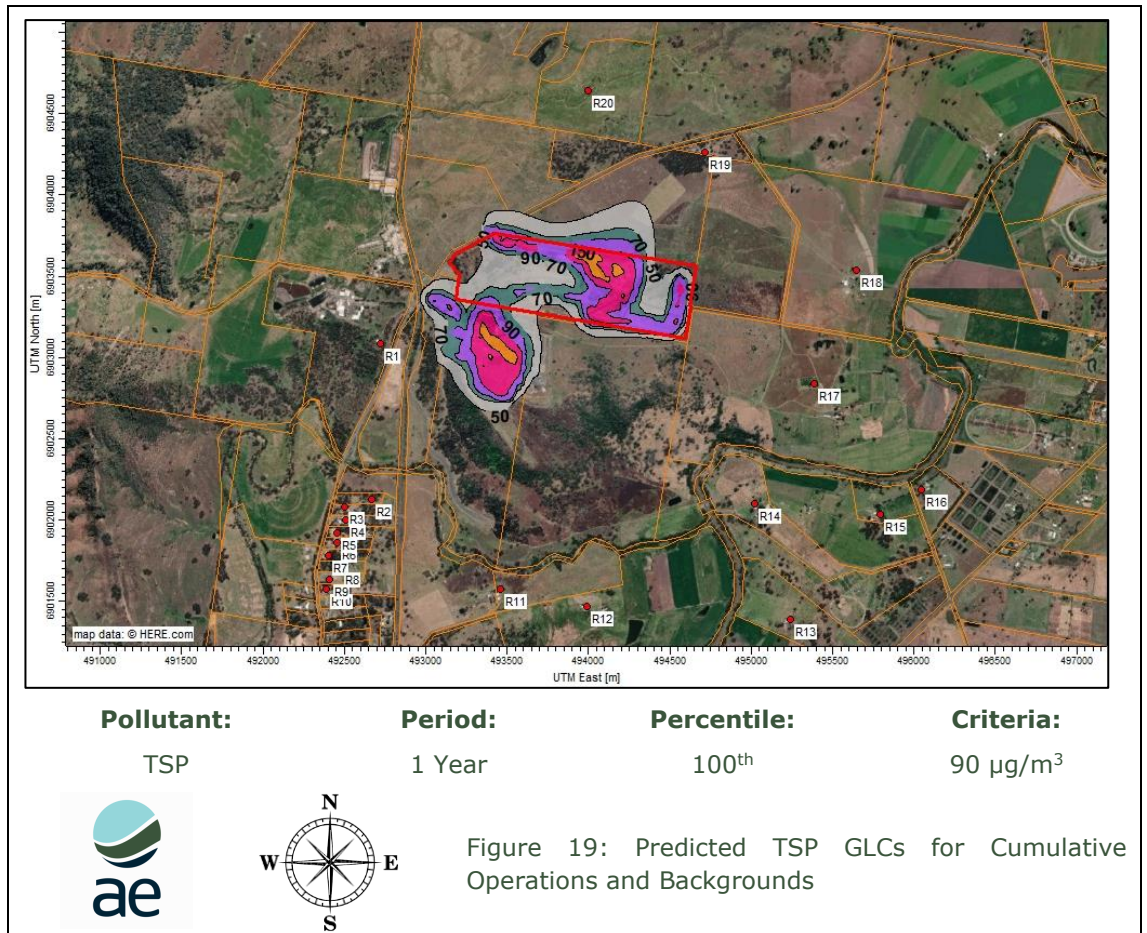 R20
R19
6904500
6904000
50
70
150
90
70
50
R18
6903500
70
90
UTM North [m]
70
90
R1
6903000
R17
50
6902500
R16
R2
R14
R3
R15
6902000
R4
R5
R6
R7
R8
R11
R9
R10
R12
6901500
R13
map data: © HERE.com
491000 491500 492000 492500 493000 493500 494000 494500 495000 495500 496000 496500 497000
UTM East [m]
Pollutant: Period: Percentile: Criteria:
TSP 1 Year 100th 90 µg/m³
N
W E
S
ae
Figure 19: Predicted TSP GLCs for Cumulative
Operations and Backgrounds